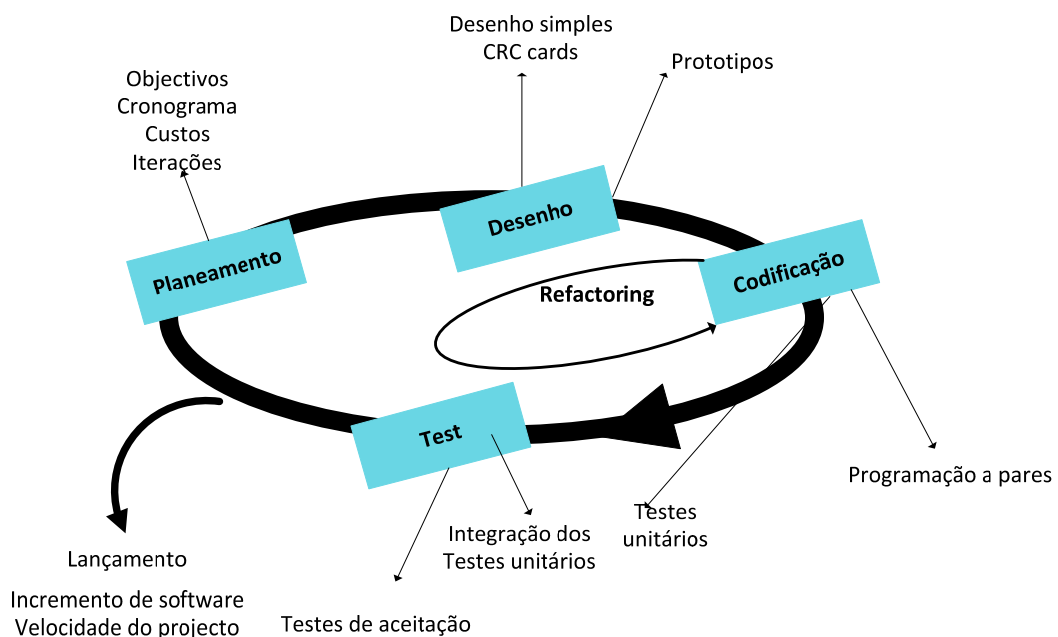 Desenho simples
CRC cards
Prototipos
Objectivos
Cronograma
Custos
Iterações
Desenho
Planeamento
Codificação
Refactoring
Test
Programação a pares
Testes
unitários
Integração dos
Testes unitários
Lançamento
Incremento de software
Velocidade do projecto
Testes de aceitação